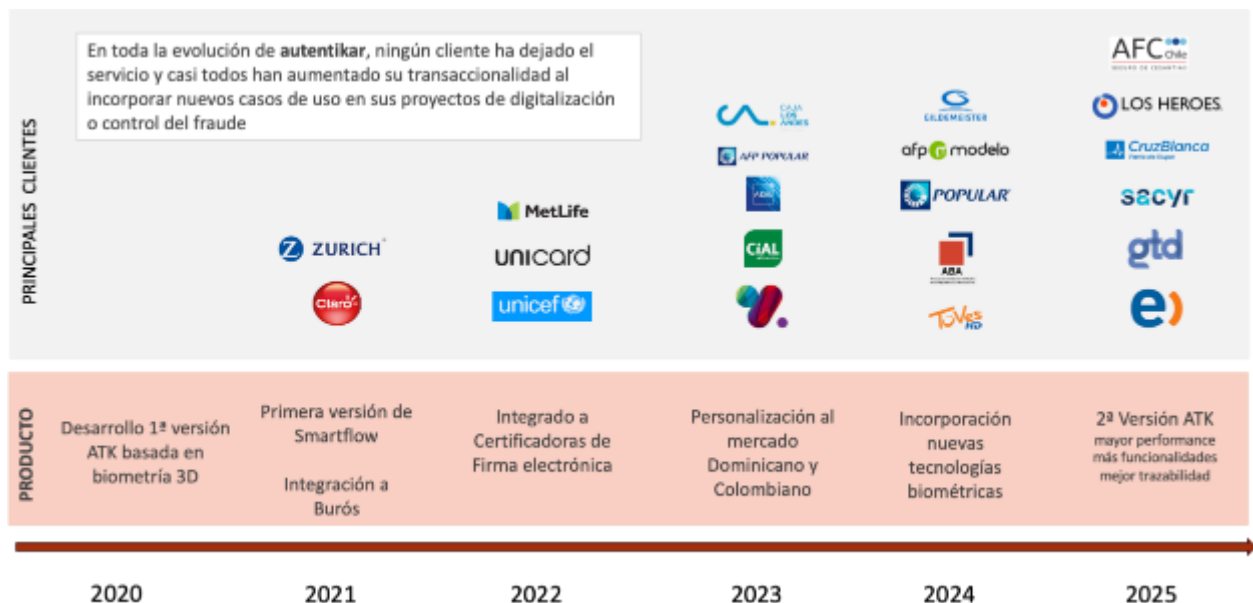 En toda la evolución de autentikar, ningún cliente ha dejado el
servicio y casi todos han aumentado su transaccionalidad al
incorporar nuevos casos de uso en sus proyectos de digitalización
o control del fraude
PRINCIPALES CLIENTES
ZURICH
Claro
MetLife
unicard
unicef
CAJA
LOS
ANDES
AFP POPULAR
CiAL
GILDEMEISTER
afp modelo
POPULAR
ABA
TuVes
HD
AFC
Chile
SEGURO DE CESANTÍA
LOS HEROES
CruzBlanca
sacyr
gtd
e)
PRODUCTO
Desarrollo 1ª versión
ATK basada en
biometría 3D
Primera versión de
Smartflow
Integración a
Burós
Integrado a
Certificadoras de
Firma electrónica
Personalización al
mercado
Dominicano y
Colombiano
Incorporación
nuevas
tecnologías
biométricas
2ª Versión ATK
mayor performance
más funcionalidades
mejor trazabilidad
2020
2021
2022
2023
2024
2025